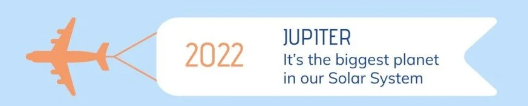 2022
JUPITER
It's the biggest planet
in our Solar System